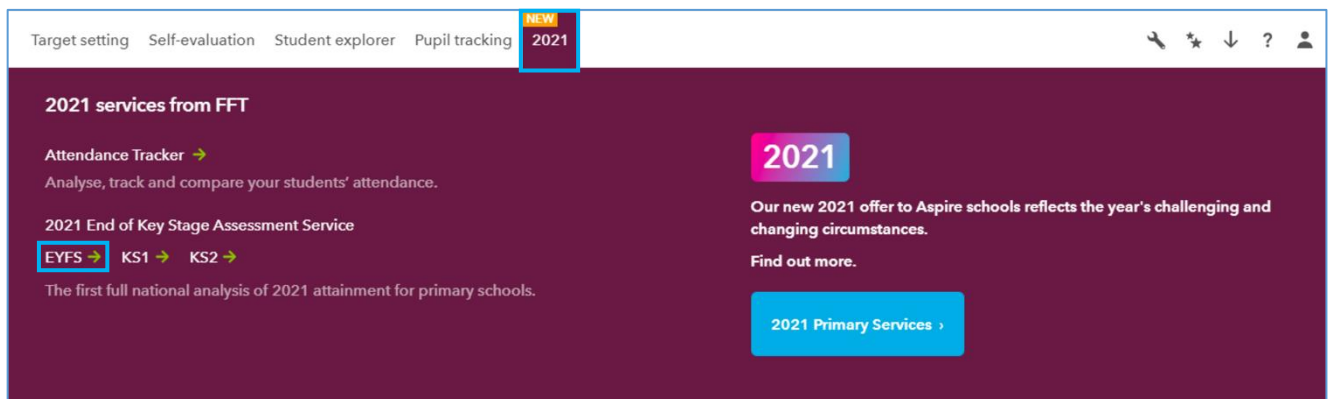 NEW
Target setting Self-evaluation Student explorer Pupil tracking 2021 ?
2021 services from FFT
Attendance Tracker →
Analyse, track and compare your students' attendance.
2021 End of Key Stage Assessment Service
EYFS → KS1 → KS2 →
The first full national analysis of 2021 attainment for primary schools.
2021
Our new 2021 offer to Aspire schools reflects the year's challenging and
changing circumstances.
Find out more.
2021 Primary Services ›